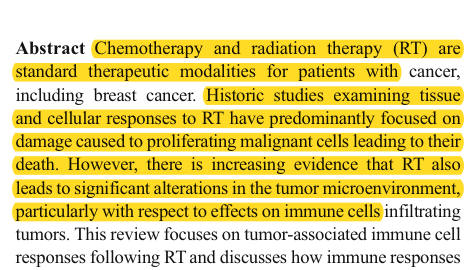 Abstract Chemotherapy and radiation therapy (RT) are
standard therapeutic modalities for patients with cancer,
including breast cancer. Historic studies examining tissue
and cellular responses to RT have predominantly focused on
damage caused to proliferating malignant cells leading to their
death. However, there is increasing evidence that RT also
leads to significant alterations in the tumor microenvironment,
particularly with respect to effects on immune cells infiltrating
tumors. This review focuses on tumor-associated immune cell
responses following RT and discusses how immune responses